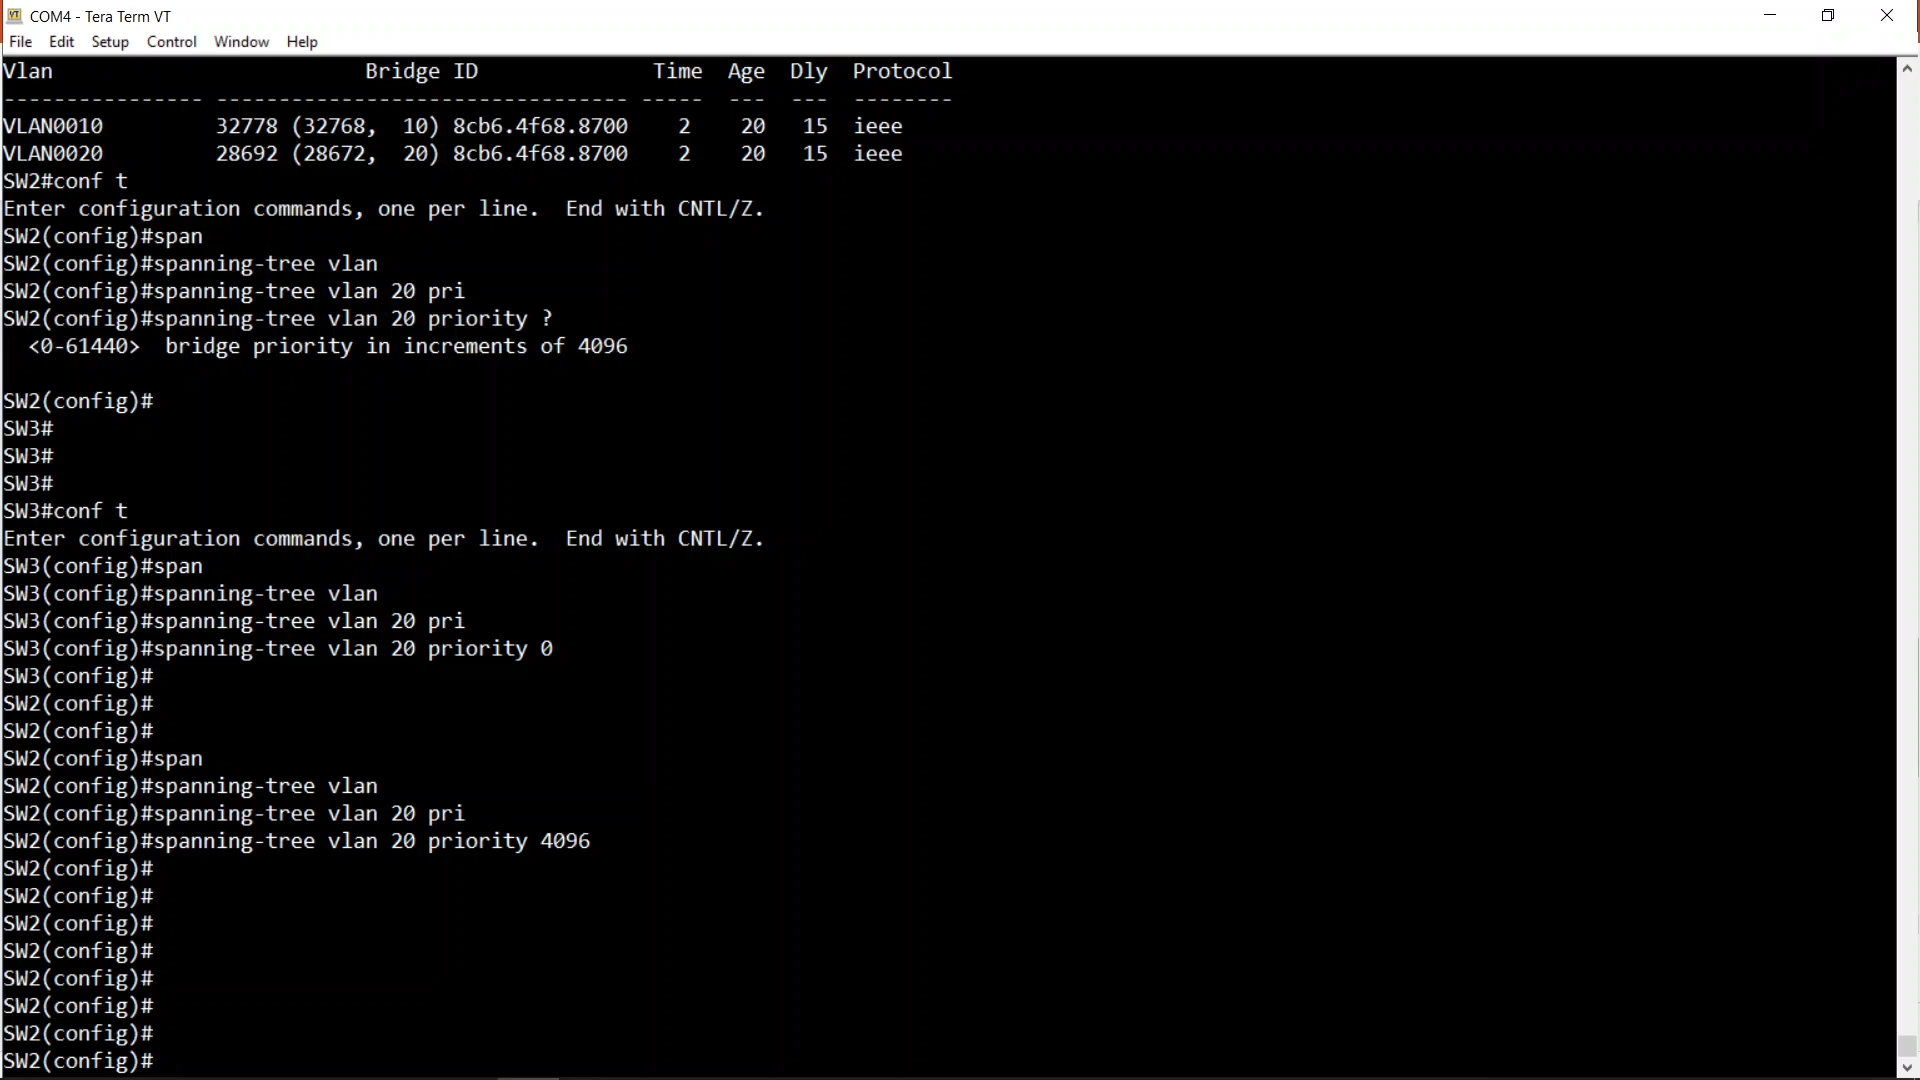 COM4 - Tera Term VT
File Edit Setup Control Window Help
Vlan                         Bridge ID              Time  Age  Dly  Protocol
---------------- --------------------------------- -----  ---  ---  --------
VLAN0010         32778 (32768,  10) 8cb6.4f68.8700    2    20   15  ieee
VLAN0020         28692 (28672,  20) 8cb6.4f68.8700    2    20   15  ieee
SW2#conf t
Enter configuration commands, one per line.  End with CNTL/Z.
SW2(config)#span
SW2(config)#spanning-tree vlan
SW2(config)#spanning-tree vlan 20 pri
SW2(config)#spanning-tree vlan 20 priority ?
  <0-61440>  bridge priority in increments of 4096
SW2(config)#
SW3#
SW3#
SW3#
SW3#conf t
Enter configuration commands, one per line.  End with CNTL/Z.
SW3(config)#span
SW3(config)#spanning-tree vlan
SW3(config)#spanning-tree vlan 20 pri
SW3(config)#spanning-tree vlan 20 priority 0
SW3(config)#
SW2(config)#
SW2(config)#
SW2(config)#span
SW2(config)#spanning-tree vlan
SW2(config)#spanning-tree vlan 20 pri
SW2(config)#spanning-tree vlan 20 priority 4096
SW2(config)#
SW2(config)#
SW2(config)#
SW2(config)#
SW2(config)#
SW2(config)#
SW2(config)#
SW2(config)#